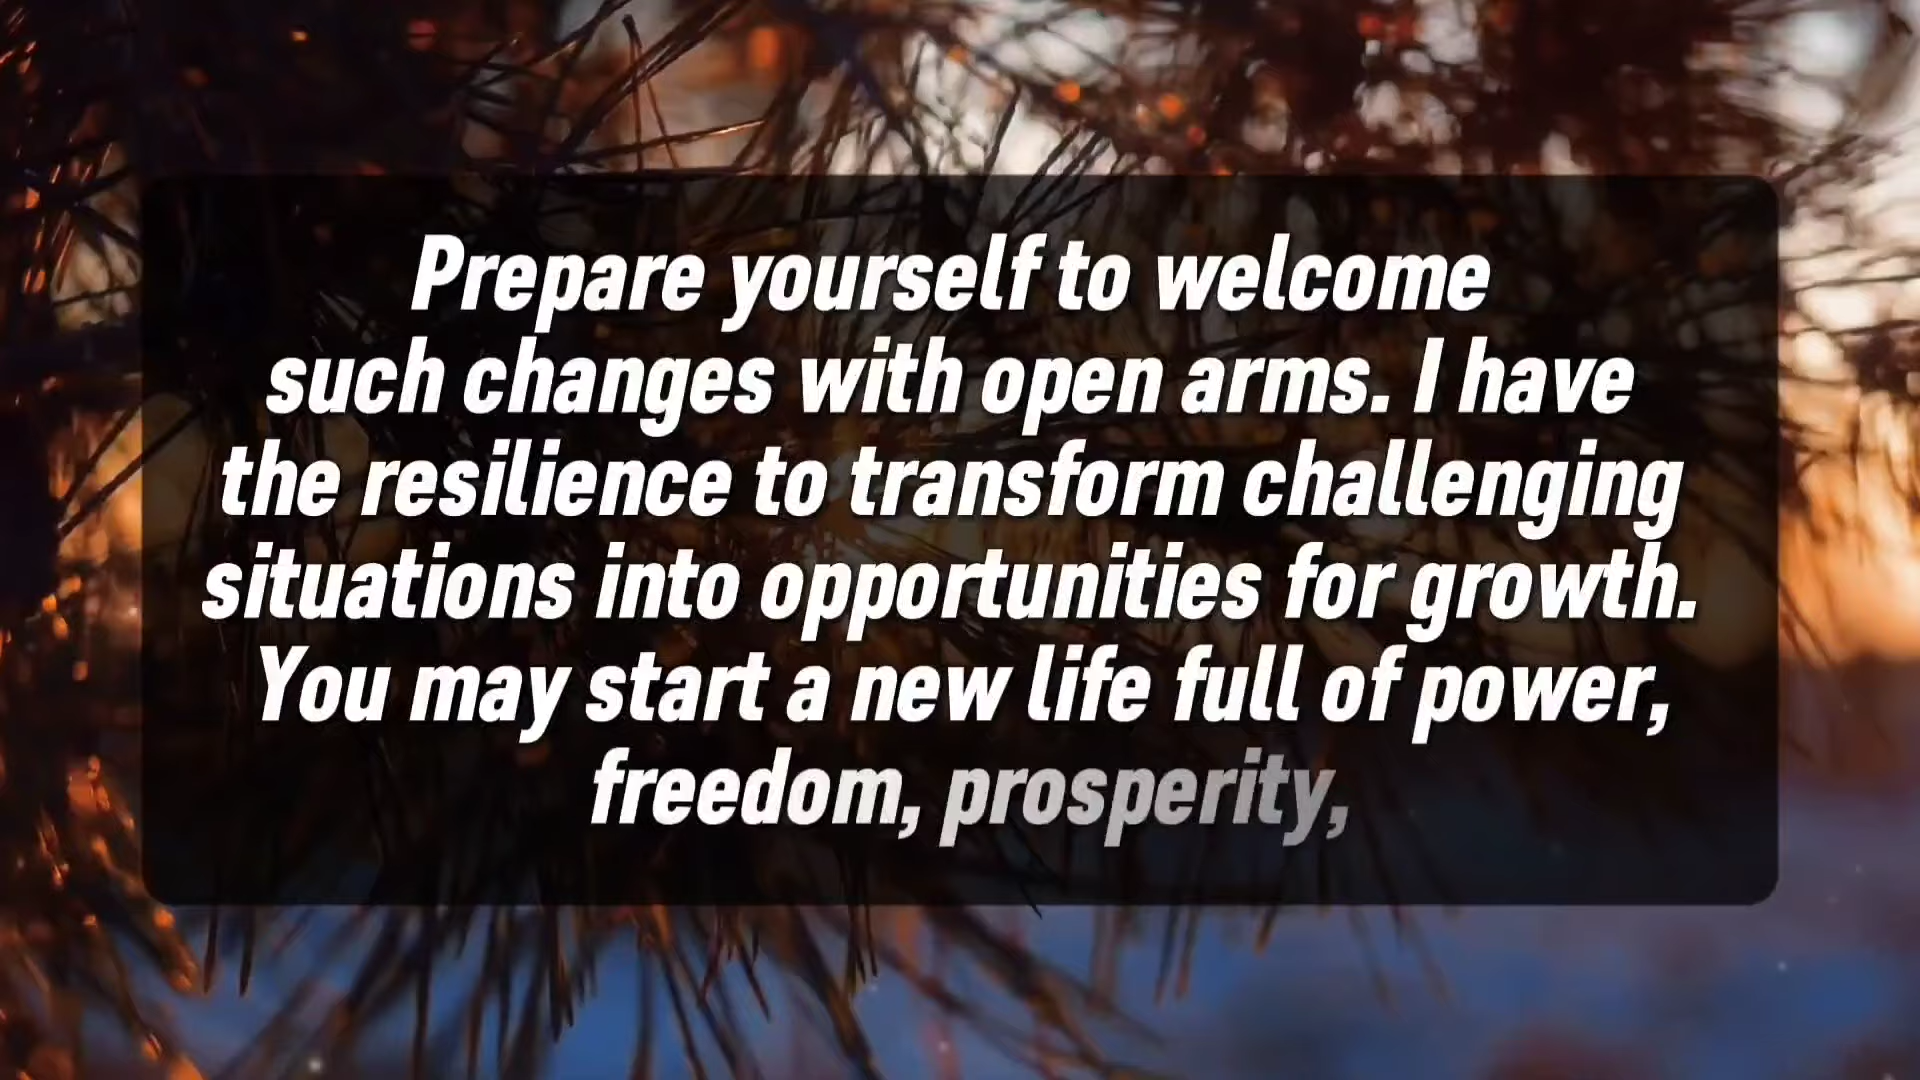 Prepare yourself to welcome
such changes with open arms. I have
the resilience to transform challenging
situations into opportunities for growth.
You may start a new life full of power,
freedom, prosperity,